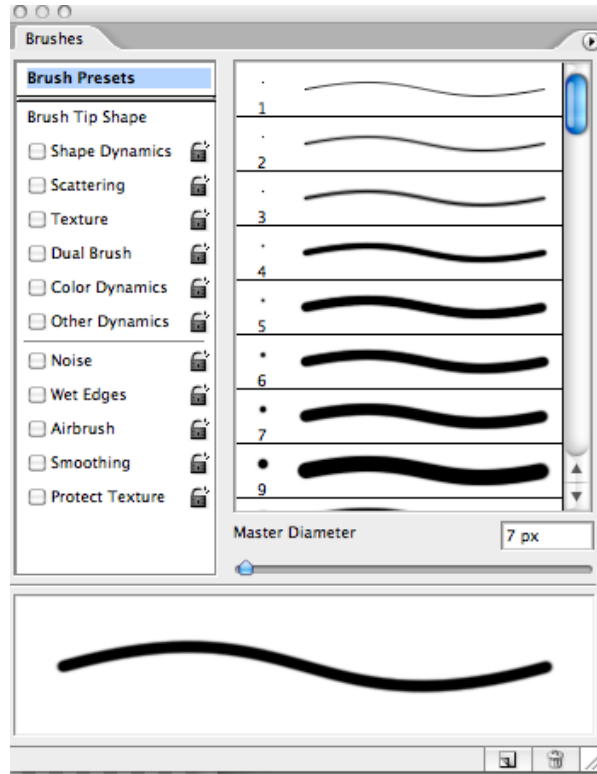 Brushes
Brush Presets
Brush Tip Shape
Shape Dynamics
Scattering
Texture
Dual Brush
Color Dynamics
Other Dynamics
Noise
Wet Edges
Airbrush
Smoothing
Protect Texture
1
2
3
4
5
6
7
9
Master Diameter
7 px